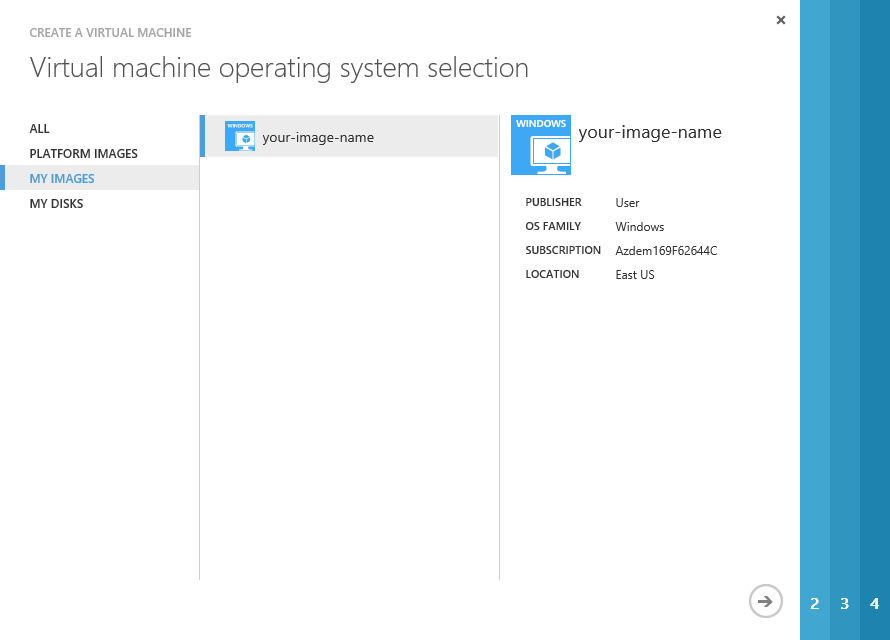 CREATE A VIRTUAL MACHINE
Virtual machine operating system selection
ALL
PLATFORM IMAGES
MY IMAGES
MY DISKS
WINDOWS
your-image-name
WINDOWS
your-image-name
PUBLISHER User
OS FAMILY Windows
SUBSCRIPTION Azdem169F62644C
LOCATION East US
2 3 4